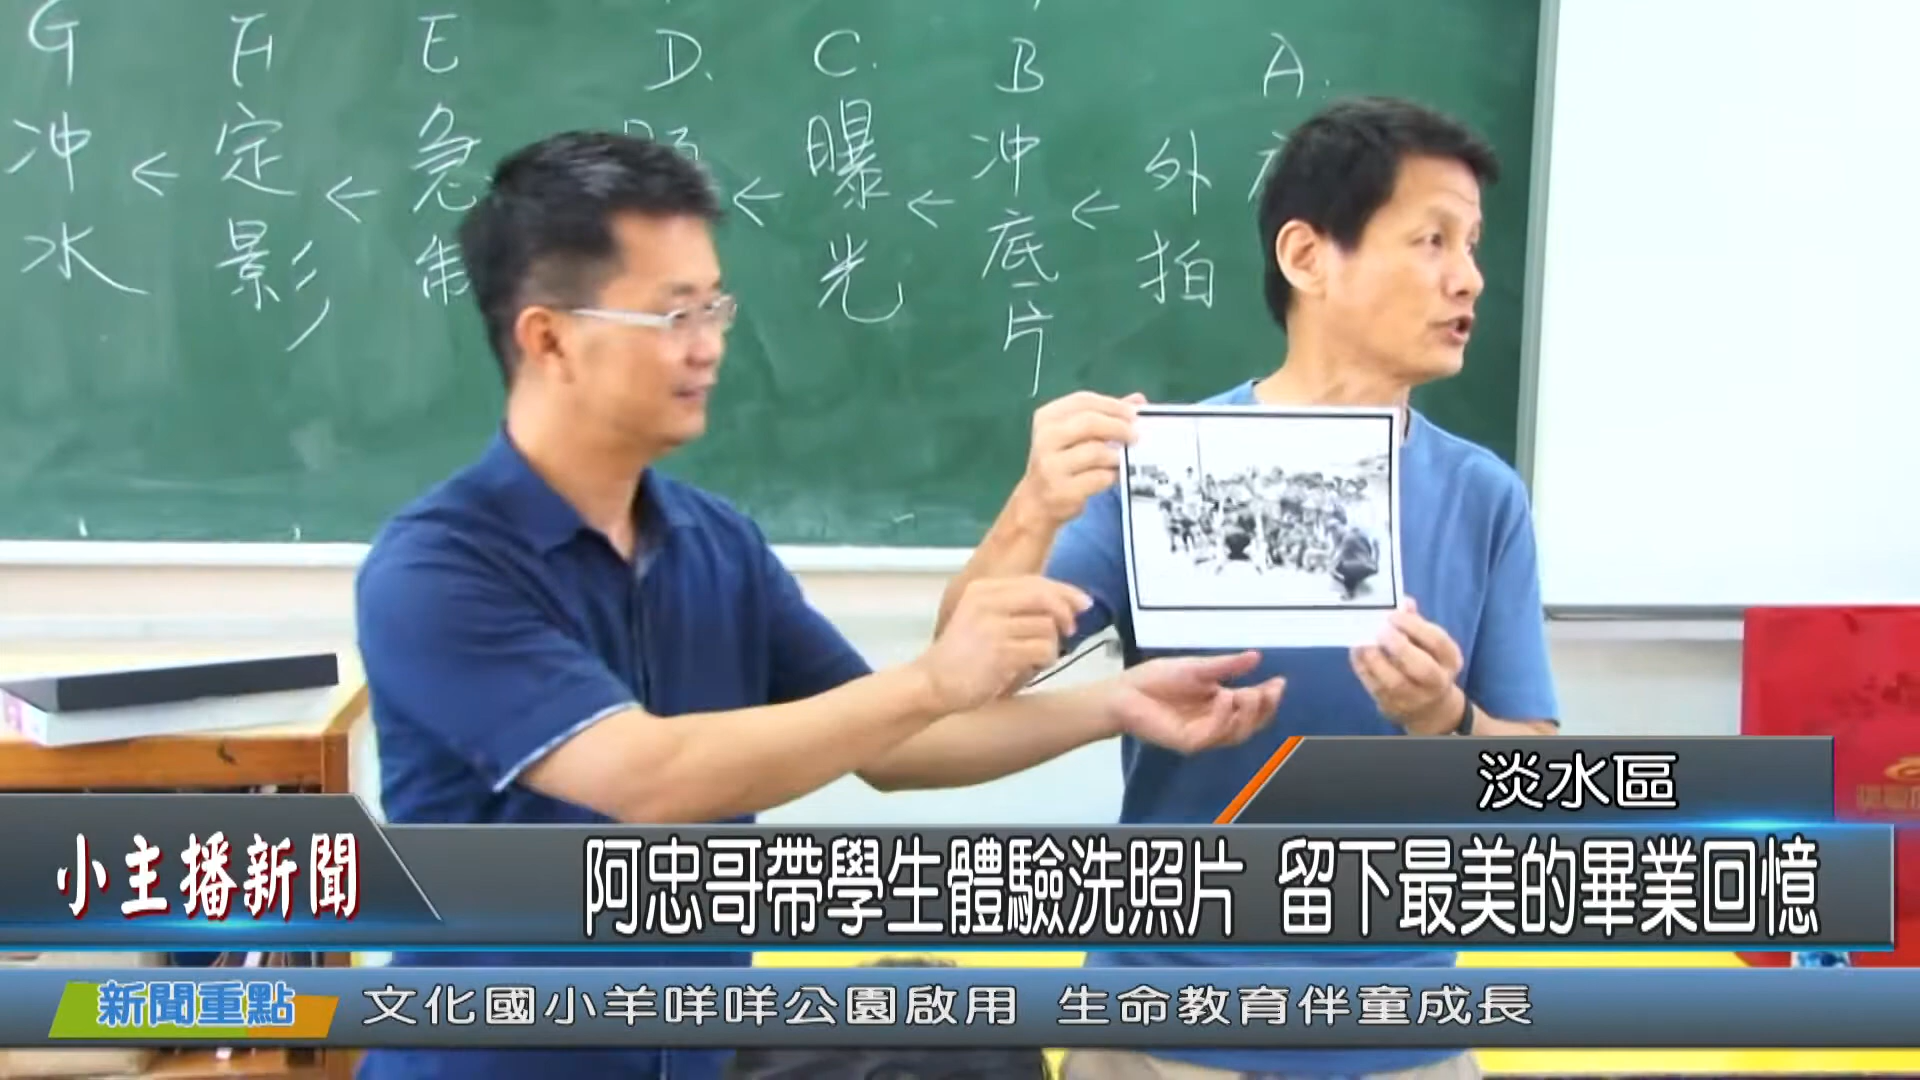 A.
外拍
B
冲底片
C.
曝光
D.
E
急制
F
定影
G
冲水
淡水區
小主播新聞
阿忠哥帶學生體驗洗照片 留下最美的畢業回憶
新聞重點
文化國小羊咩咩公園啟用 生命教育伴童成長